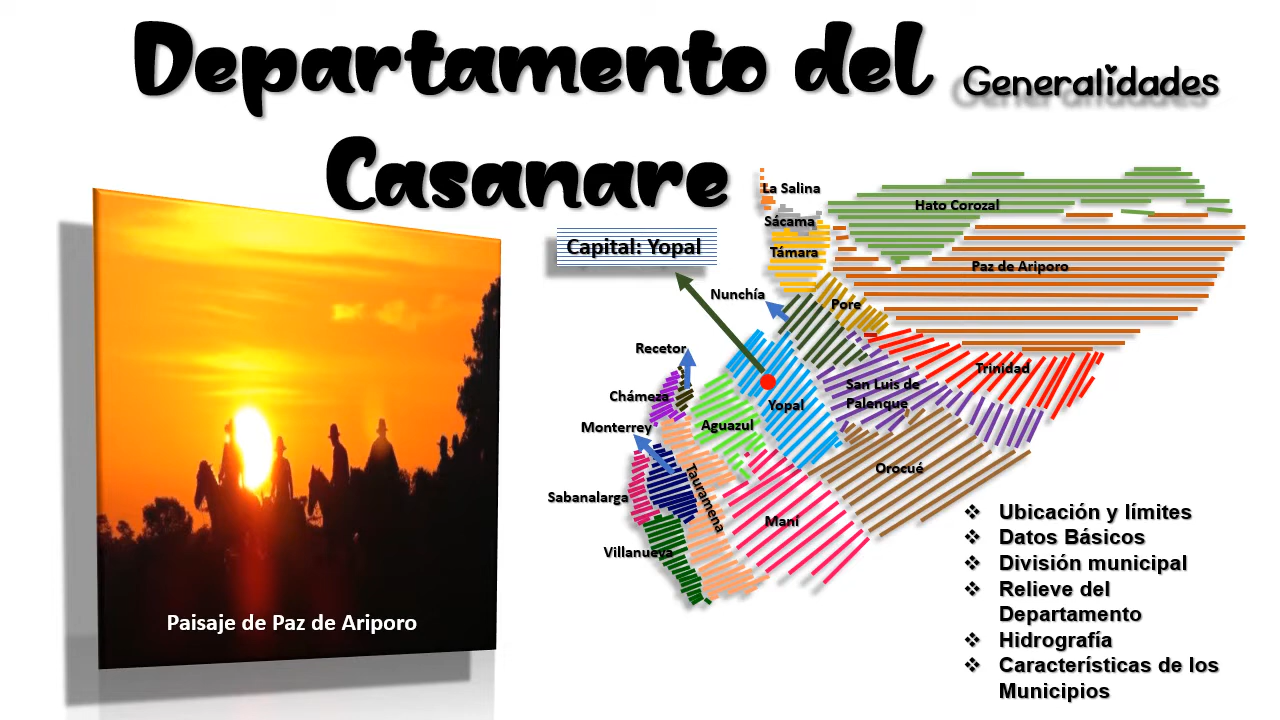 Departamento del
Casanare
Generalidades
La Salina
Hato Corozal
Sácama
Capital: Yopal
Támara
Paz de Ariporo
Nunchía
Pore
Recetor
Trinidad
San Luis de
Palenque
Chámeza
Yopal
Aguazul
Monterrey
Orocué
Tauramena
Sabanalarga
Maní
Villanueva
Paisaje de Paz de Ariporo
❖ Ubicación y límites
❖ Datos Básicos
❖ División municipal
❖ Relieve del
Departamento
❖ Hidrografía
❖ Características de los
Municipios